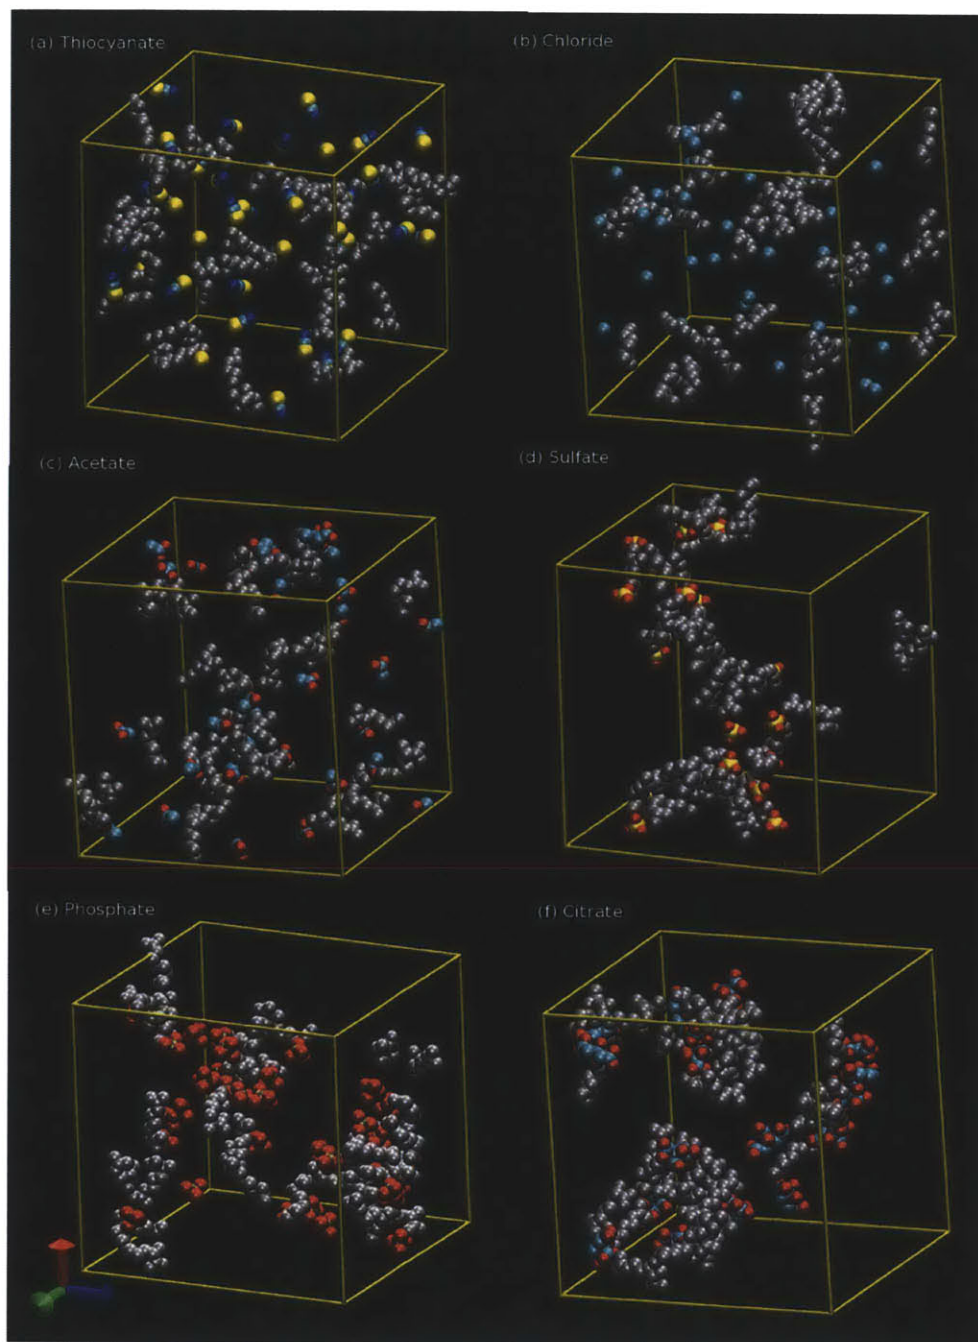 (a) Thiocyanate
(b) Chloride
(c) Acetate
(d) Sulfate
(e) Phosphate
(f) Citrate